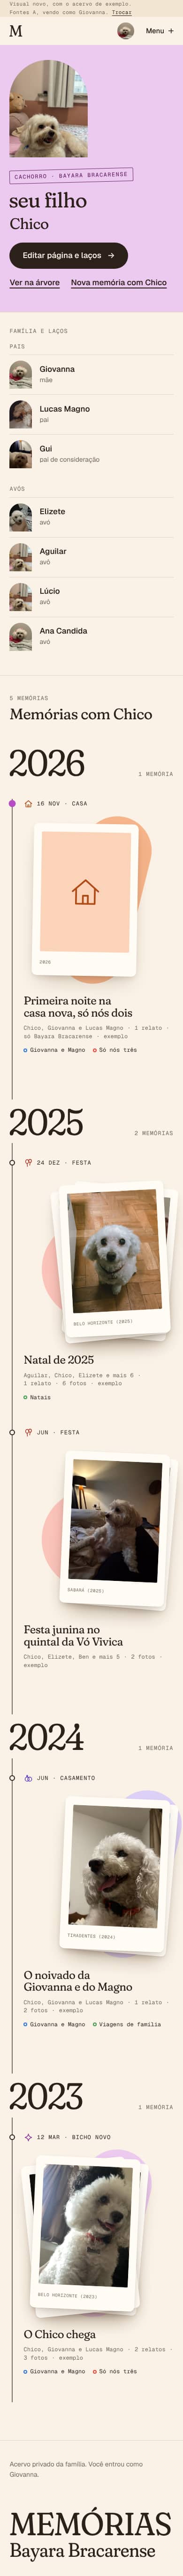 Visual novo, com o acervo de exemplo.
Fontes A, vendo como Giovanna. Trocar
M
Menu +
CACHORRO · BAYARA BRACARENSE
seu filho
Chico
Editar página e laços →
Ver na árvore
Nova memória com Chico
FAMÍLIA E LAÇOS
PAIS
Giovanna
mãe
Lucas Magno
pai
Gui
pai de consideração
AVÓS
Elizete
avó
Aguilar
avô
Lúcio
avô
Ana Candida
avó
5 MEMÓRIAS
Memórias com Chico
2026
1 MEMÓRIA
16 NOV · CASA
2026
Primeira noite na
casa nova, só nós dois
Chico, Giovanna e Lucas Magno · 1 relato ·
só Bayara Bracarense · exemplo
Giovanna e Magno
Só nós três
2025
2 MEMÓRIAS
24 DEZ · FESTA
BELO HORIZONTE (2025)
Natal de 2025
Aguilar, Chico, Elizete e mais 6 ·
1 relato · 6 fotos · exemplo
Natais
JUN · FESTA
SABARÁ (2025)
Festa junina no
quintal da Vó Vivica
Chico, Elizete, Ben e mais 5 · 2 fotos ·
exemplo
2024
1 MEMÓRIA
JUN · CASAMENTO
TIRADENTES (2024)
O noivado da
Giovanna e do Magno
Chico, Giovanna e Lucas Magno · 1 relato ·
2 fotos · exemplo
Giovanna e Magno
Viagens de família
2023
1 MEMÓRIA
12 MAR · BICHO NOVO
BELO HORIZONTE (2023)
O Chico chega
Chico, Giovanna e Lucas Magno · 2 relatos ·
3 fotos · exemplo
Giovanna e Magno
Só nós três
Acervo privado da família. Você entrou como
Giovanna.
MEMÓRIAS
Bayara Bracarense